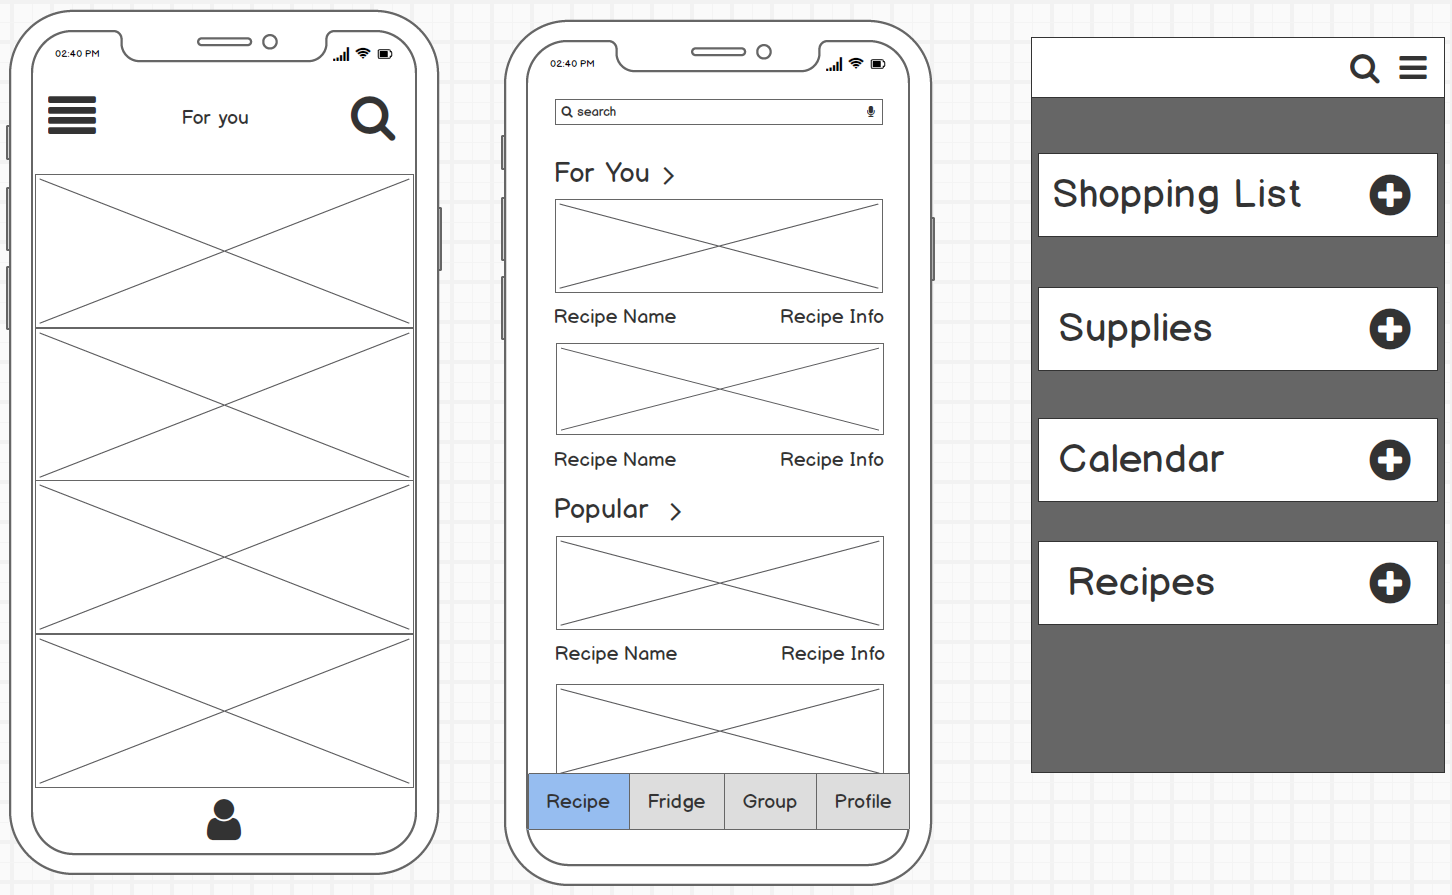 02:40 PM
For you
02:40 PM
search
For You
Recipe Name Recipe Info
Recipe Name Recipe Info
Popular
Recipe Name Recipe Info
Recipe Fridge Group Profile
Shopping List
Supplies
Calendar
Recipes